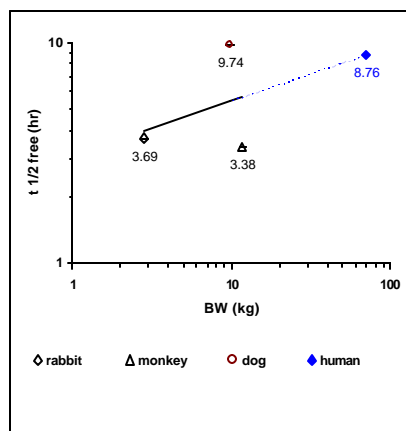 10
9.74
8.76
3.69
3.38
t 1/2 free (hr)
1
1 10 100
BW (kg)
rabbit monkey dog human